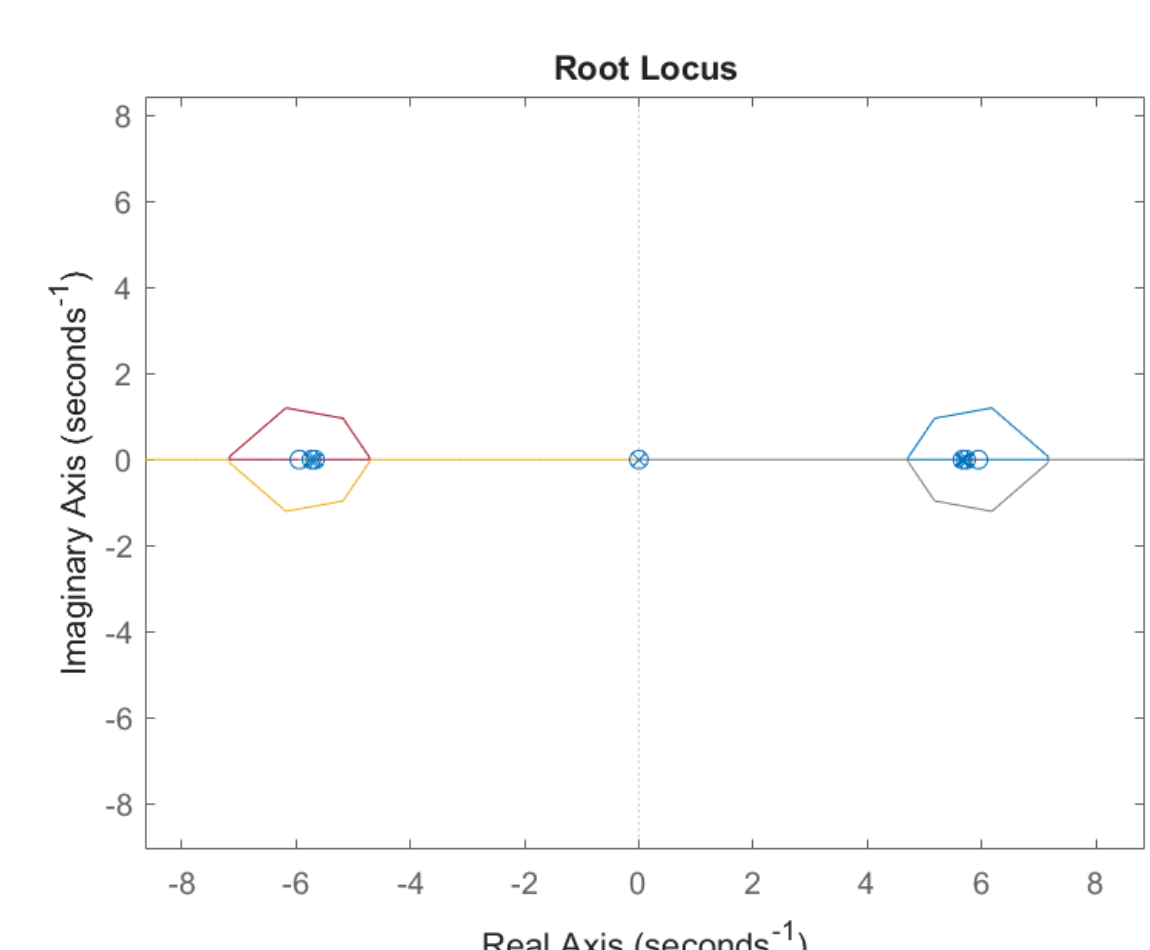 Root Locus
8
6
4
2
0
-2
-4
-6
-8
Imaginary Axis (seconds⁻¹)
-8 -6 -4 -2 0 2 4 6 8
Real Axis (seconds⁻¹)